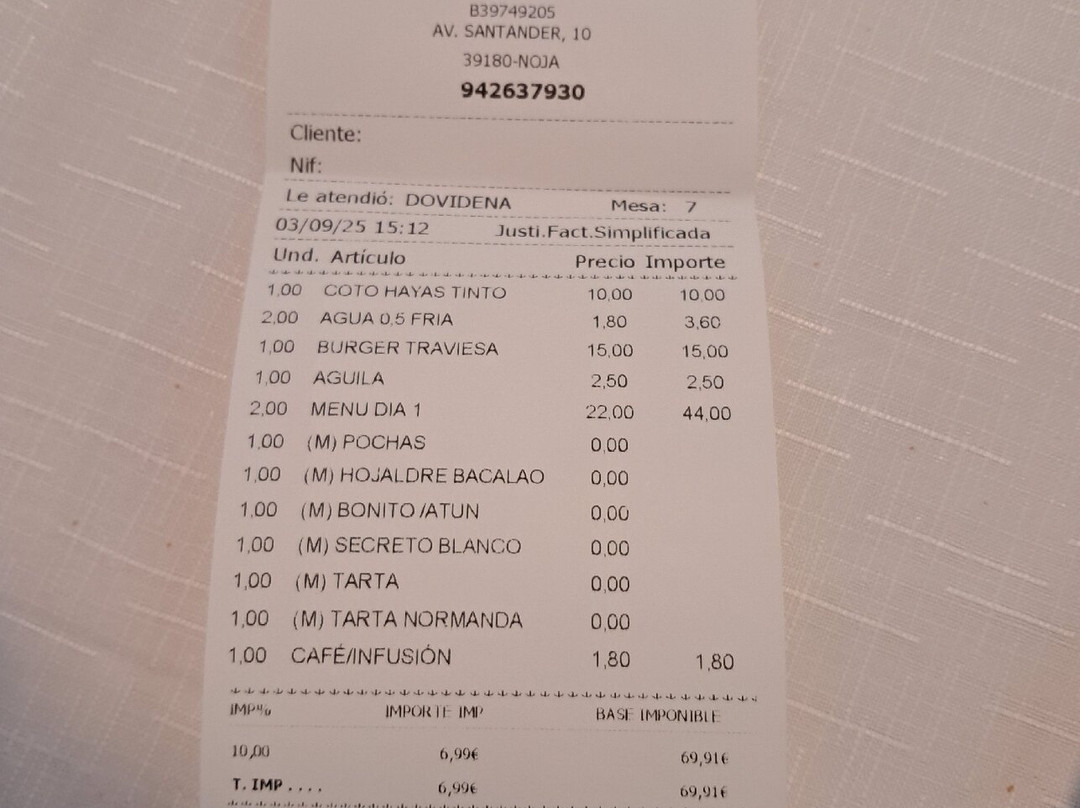 B39749205
AV. SANTANDER, 10
39180-NOJA
942637930
Cliente:
Nif:
Le atendió: DOVIDENA Mesa: 7
03/09/25 15:12 Justi.Fact.Simplificada
Und. Artículo Precio Importe
1,00 COTO HAYAS TINTO 10,00 10,00
2,00 AGUA 0,5 FRIA 1,80 3,60
1,00 BURGER TRAVIESA 15,00 15,00
1,00 AGUILA 2,50 2,50
2,00 MENU DIA 1 22,00 44,00
1,00 (M) POCHAS 0,00
1,00 (M) HOJALDRE BACALAO 0,00
1,00 (M) BONITO /ATUN 0,00
1,00 (M) SECRETO BLANCO 0,00
1,00 (M) TARTA 0,00
1,00 (M) TARTA NORMANDA 0,00
1,00 CAFÉ/INFUSIÓN 1,80 1,80
IMP% IMPORTE IMP BASE IMPONIBLE
10,00 6,99€ 69,91€
T. IMP .... 6,99€ 69,91€